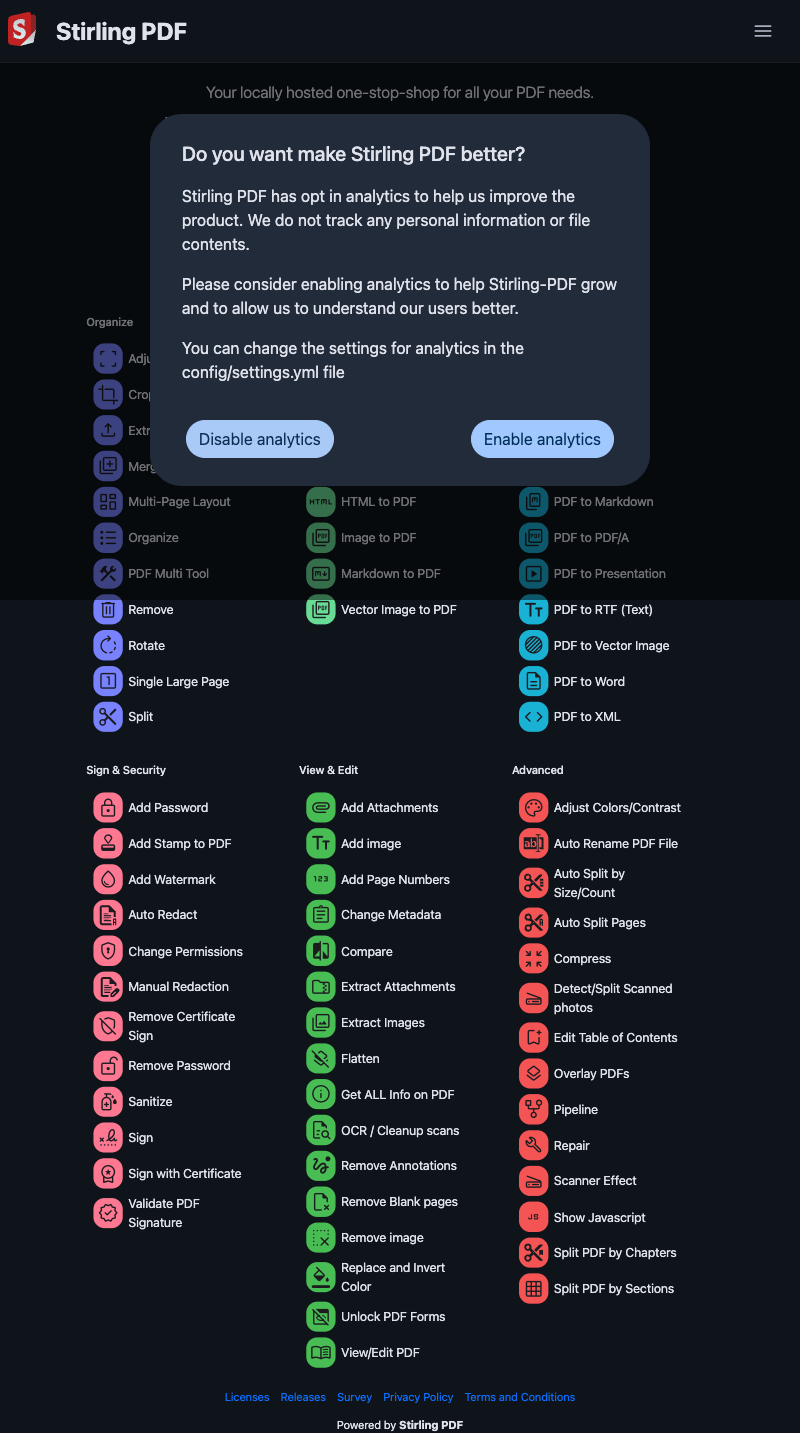 Stirling PDF
Your locally hosted one-stop-shop for all your PDF needs.
Do you want make Stirling PDF better?
Stirling PDF has opt in analytics to help us improve the
product. We do not track any personal information or file
contents.
Please consider enabling analytics to help Stirling-PDF grow
and to allow us to understand our users better.
You can change the settings for analytics in the
config/settings.yml file
Disable analytics
Enable analytics
Organize
Multi-Page Layout
Organize
PDF Multi Tool
Remove
Rotate
Single Large Page
Split
HTML
HTML to PDF
Image to PDF
Markdown to PDF
Vector Image to PDF
PDF to Markdown
PDF to PDF/A
PDF to Presentation
PDF to RTF (Text)
PDF to Vector Image
PDF to Word
PDF to XML
Sign & Security
Add Password
Add Stamp to PDF
Add Watermark
Auto Redact
Change Permissions
Manual Redaction
Remove Certificate
Sign
Remove Password
Sanitize
Sign
Sign with Certificate
Validate PDF
Signature
View & Edit
Add Attachments
Add image
123
Add Page Numbers
Change Metadata
Compare
Extract Attachments
Extract Images
Flatten
Get ALL Info on PDF
OCR / Cleanup scans
Remove Annotations
Remove Blank pages
Remove image
Replace and Invert
Color
Unlock PDF Forms
View/Edit PDF
Advanced
Adjust Colors/Contrast
Auto Rename PDF File
Auto Split by
Size/Count
Auto Split Pages
Compress
Detect/Split Scanned
photos
Edit Table of Contents
Overlay PDFs
Pipeline
Repair
Scanner Effect
JS
Show Javascript
Split PDF by Chapters
Split PDF by Sections
Licenses Releases Survey Privacy Policy Terms and Conditions
Powered by Stirling PDF